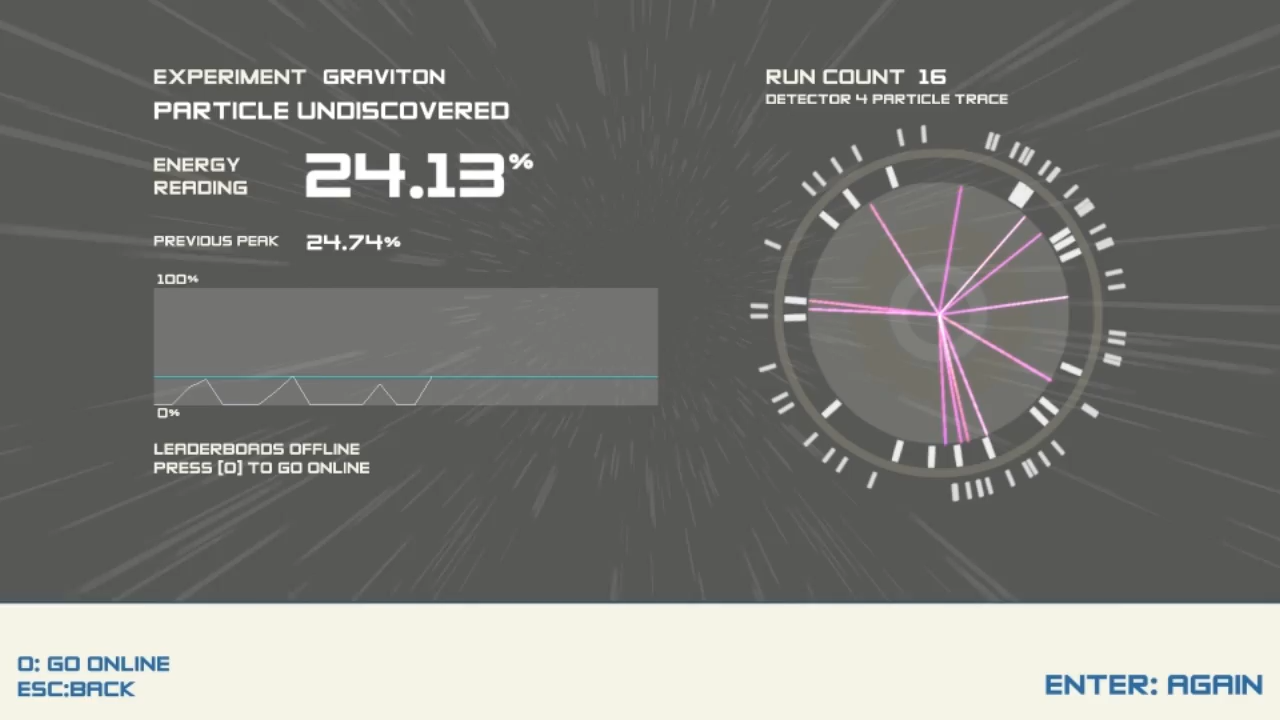 EXPERIMENT GRAVITON
PARTICLE UNDISCOVERED
ENERGY
READING
24.13%
PREVIOUS PEAK 24.74%
100%
0%
LEADERBOARDS OFFLINE
PRESS [O] TO GO ONLINE
RUN COUNT 16
DETECTOR 4 PARTICLE TRACE
O: GO ONLINE
ESC:BACK
ENTER: AGAIN